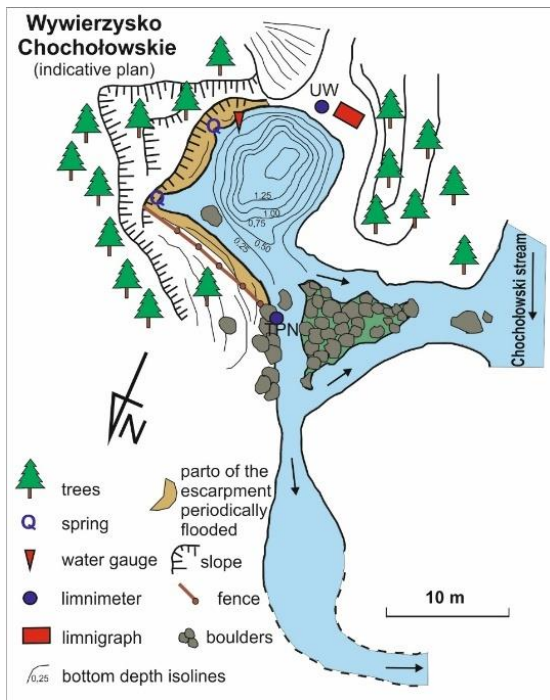 Wywierzysko
Chochołowskie
(indicative plan)
UW
Q
Q
1.25
1.00
0,75
0.50
0.25
TPN
Chochołowski stream
N
trees
Q spring
water gauge
limnimeter
limnigraph
0,25 bottom depth isolines
parto of the
escarpment
periodically
flooded
slope
fence
boulders
10 m